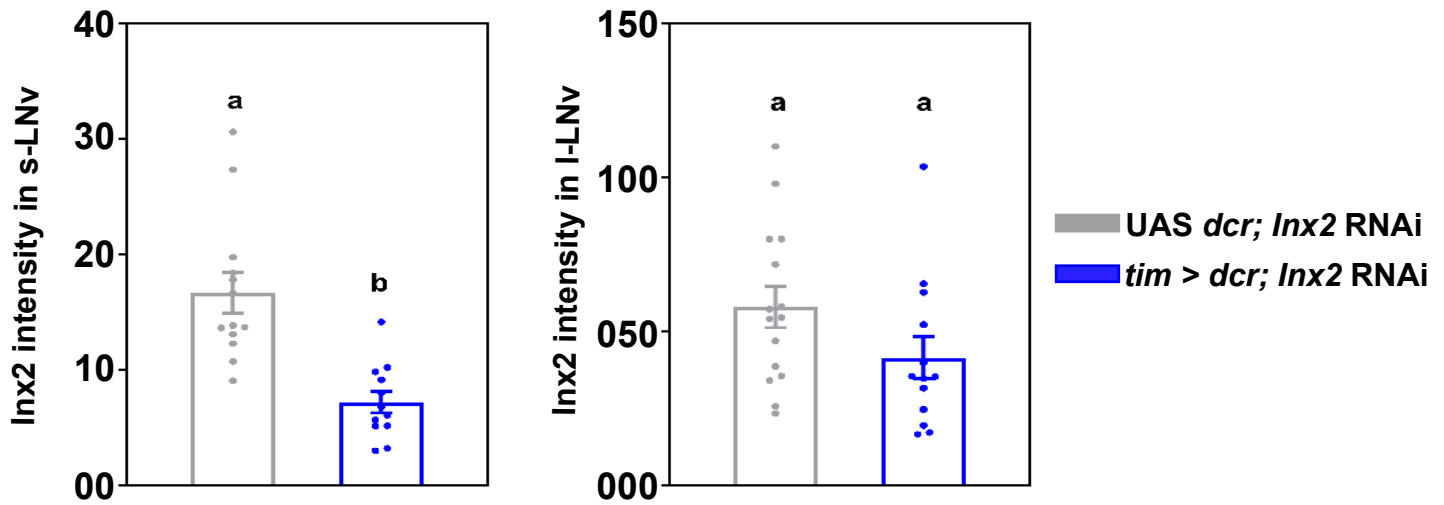 Inx2 intensity in s-LNv
40
30
20
10
00
a
b
Inx2 intensity in l-LNv
150
100
050
000
a
a
UAS dcr; Inx2 RNAi
tim > dcr; Inx2 RNAi